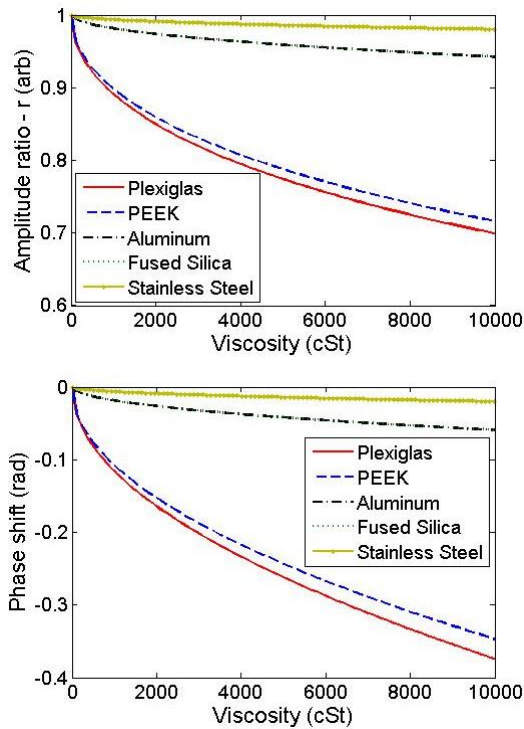 Amplitude ratio - r (arb)
1
0.9
0.8
0.7
0.6
Plexiglas
PEEK
Aluminum
Fused Silica
Stainless Steel
0 2000 4000 6000 8000 10000
Viscosity (cSt)
Phase shift (rad)
0
-0.1
-0.2
-0.3
-0.4
Plexiglas
PEEK
Aluminum
Fused Silica
Stainless Steel
0 2000 4000 6000 8000 10000
Viscosity (cSt)